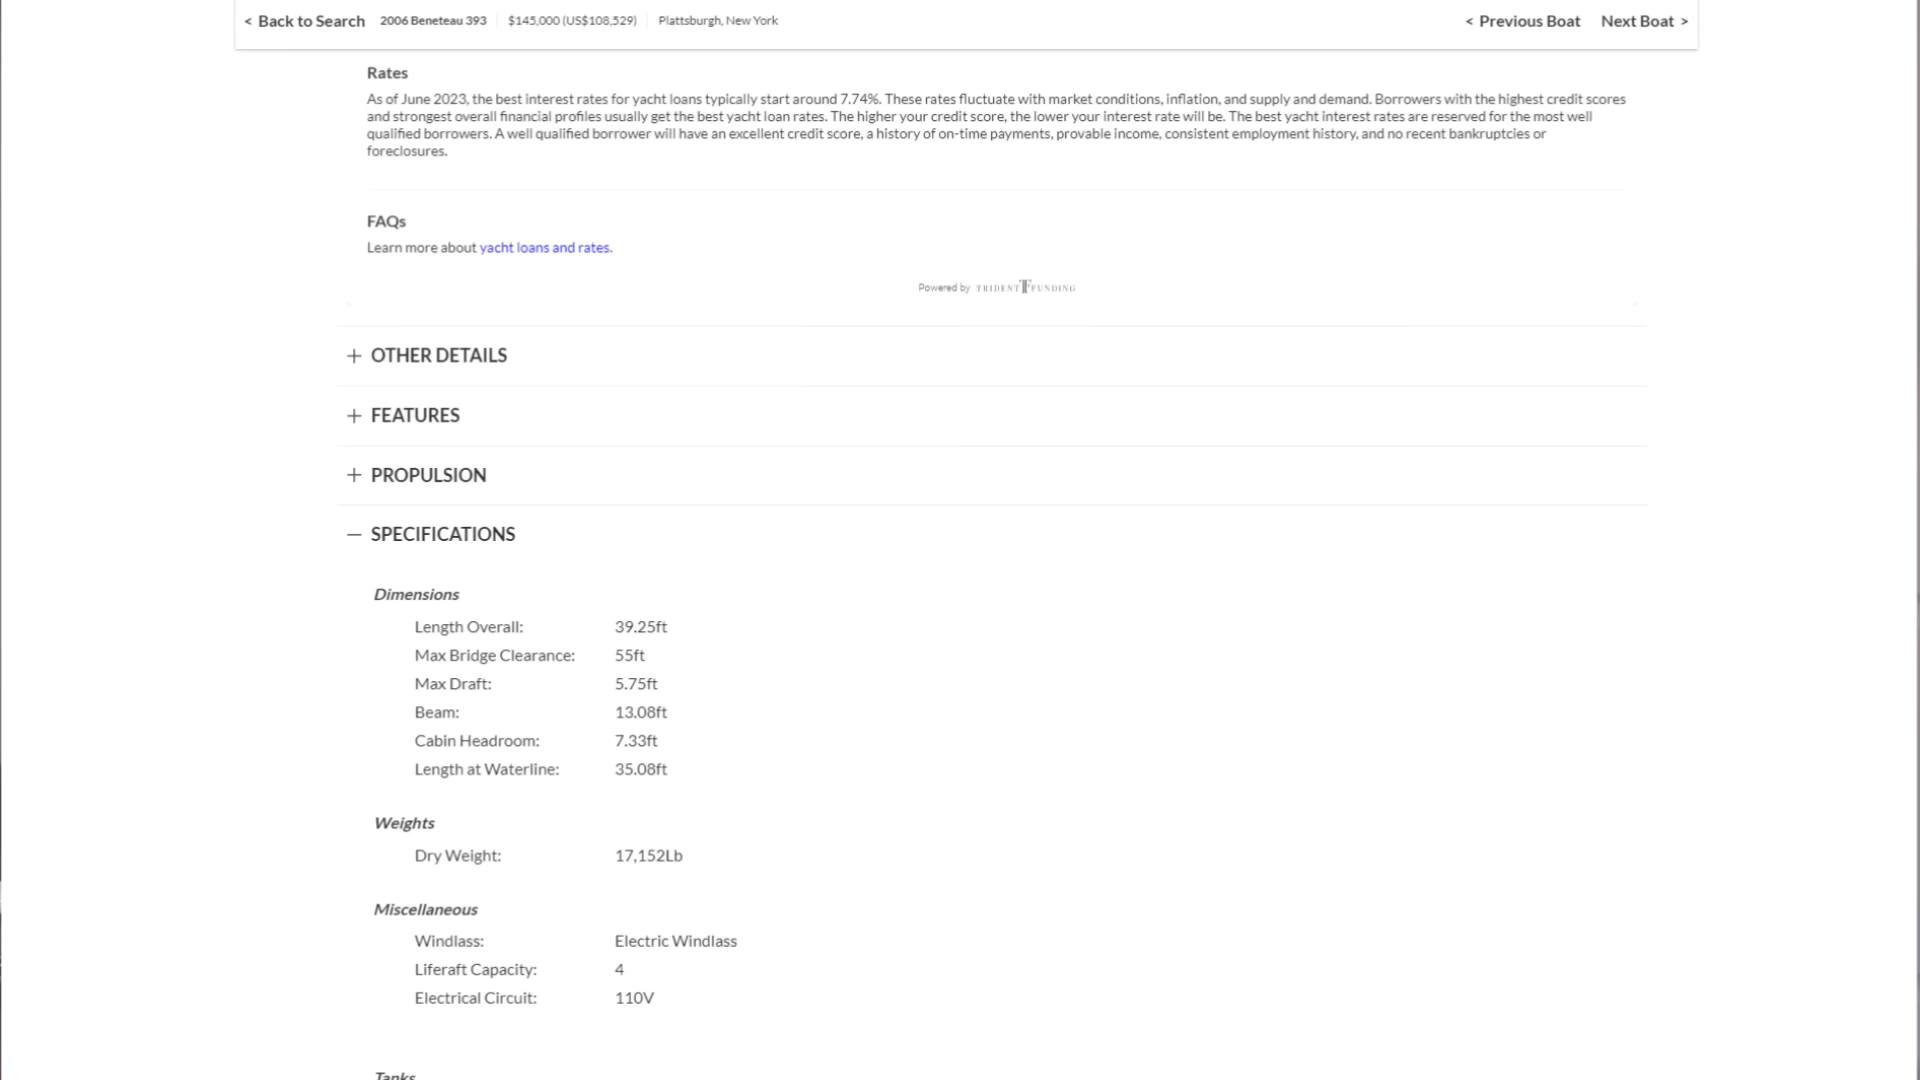 < Back to Search 2006 Beneteau 393 $145,000 (US$108,529) Plattsburgh, New York < Previous Boat Next Boat >
Rates
As of June 2023, the best interest rates for yacht loans typically start around 7.74%. These rates fluctuate with market conditions, inflation, and supply and demand. Borrowers with the highest credit scores
and strongest overall financial profiles usually get the best yacht loan rates. The higher your credit score, the lower your interest rate will be. The best yacht interest rates are reserved for the most well
qualified borrowers. A well qualified borrower will have an excellent credit score, a history of on-time payments, provable income, consistent employment history, and no recent bankruptcies or
foreclosures.
FAQs
Learn more about yacht loans and rates.
Powered by TRIDENT FUNDING
+ OTHER DETAILS
+ FEATURES
+ PROPULSION
— SPECIFICATIONS
Dimensions
Length Overall: 39.25ft
Max Bridge Clearance: 55ft
Max Draft: 5.75ft
Beam: 13.08ft
Cabin Headroom: 7.33ft
Length at Waterline: 35.08ft
Weights
Dry Weight: 17,152Lb
Miscellaneous
Windlass: Electric Windlass
Liferaft Capacity: 4
Electrical Circuit: 110V
Tanks